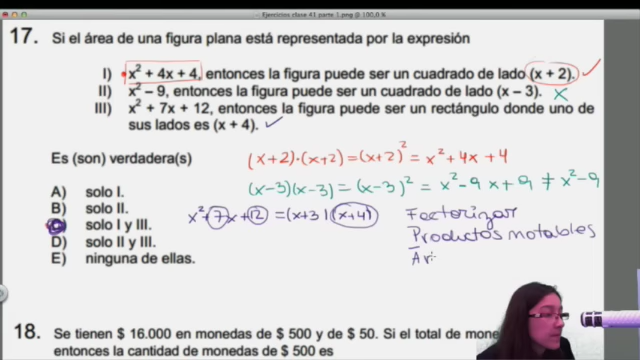 Ejercicios clase 41 parte 1.png @ 100,0 %
17. Si el área de una figura plana está representada por la expresión
I) x² + 4x + 4, entonces la figura puede ser un cuadrado de lado (x + 2). ✓
II) x² – 9, entonces la figura puede ser un cuadrado de lado (x – 3). x
III) x² + 7x + 12, entonces la figura puede ser un rectángulo donde uno de
sus lados es (x + 4). ✓
Es (son) verdadera(s)
(x+2)·(x+2)=(x+2)² = x²+4x+4
(x-3)(x-3)=(x-3)² = x²-9x+9 ≠ x²-9
A) solo I.
B) solo II.
x²+7x+12=(x+3)(x+4)
Factorizar
C) solo I y III.
Productos notables
D) solo II y III.
Ar
E) ninguna de ellas.
18. Se tienen $ 16.000 en monedas de $ 500 y de $ 50. Si el total de mone
entonces la cantidad de monedas de $ 500 es